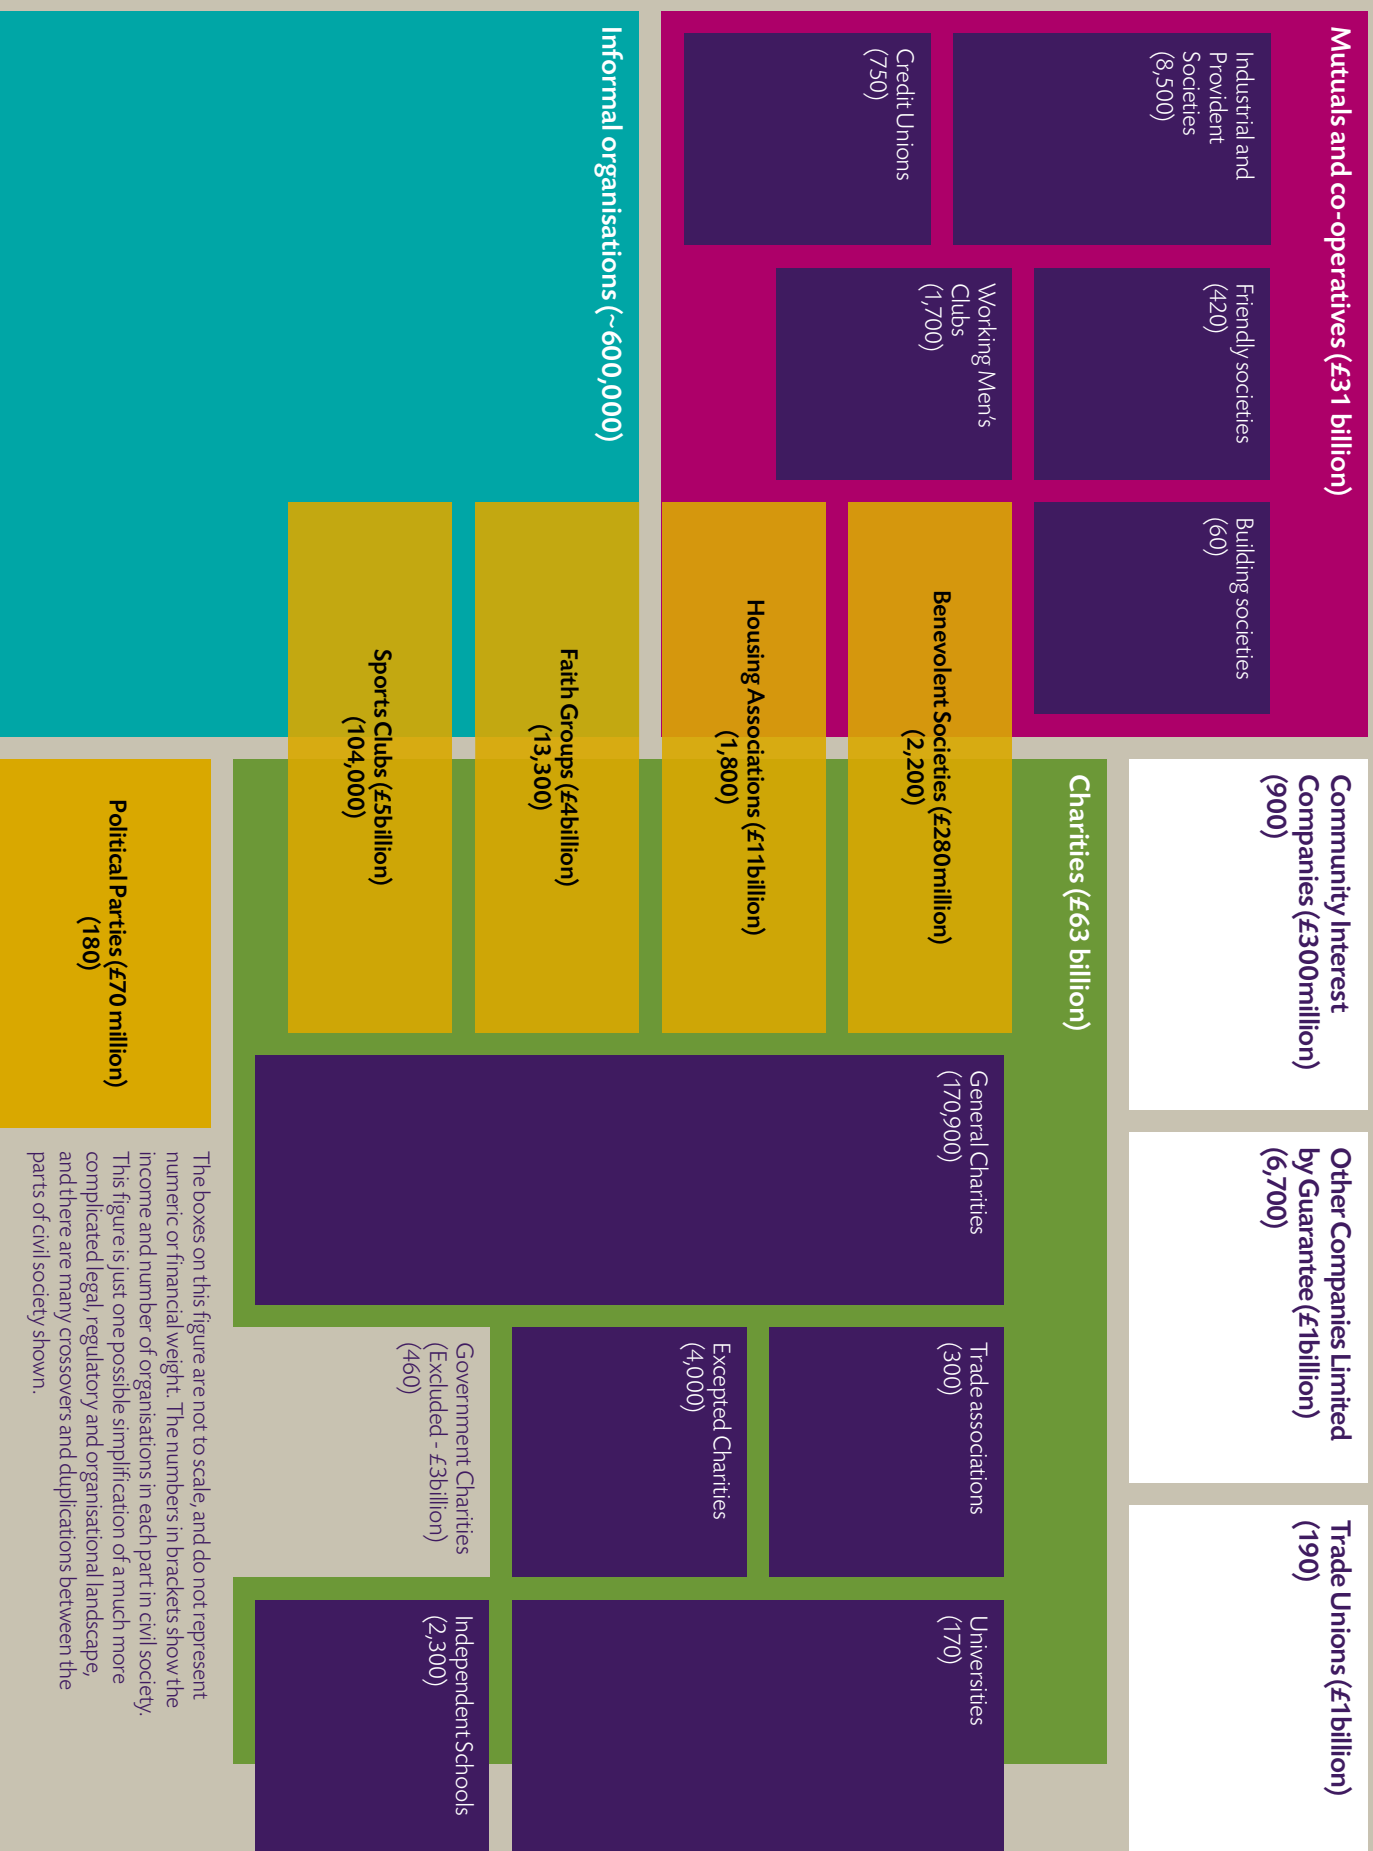 Mutuals and co-operatives (£31 billion)
Industrial and
Provident
Societies
(8,500)
Friendly societies
(420)
Building societies
(60)
Credit Unions
(750)
Working Men's
Clubs
(1,700)
Community Interest
Companies (£300million)
(900)
Other Companies Limited
by Guarantee (£1billion)
(6,700)
Trade Unions (£1billion)
(190)
Charities (£63 billion)
Benevolent Societies (£280million)
(2,200)
Housing Associations (£11billion)
(1,800)
Faith Groups (£4billion)
(13,300)
Sports Clubs (£5billion)
(104,000)
General Charities
(170,900)
Trade associations
(300)
Excepted Charities
(4,000)
Government Charities
(Excluded - £3billion)
(460)
Universities
(170)
Independent Schools
(2,300)
Informal organisations (~600,000)
Political Parties (£70 million)
(180)
The boxes on this figure are not to scale, and do not represent
numeric or financial weight. The numbers in brackets show the
income and number of organisations in each part in civil society.
This figure is just one possible simplification of a much more
complicated legal, regulatory and organisational landscape,
and there are many crossovers and duplications between the
parts of civil society shown.